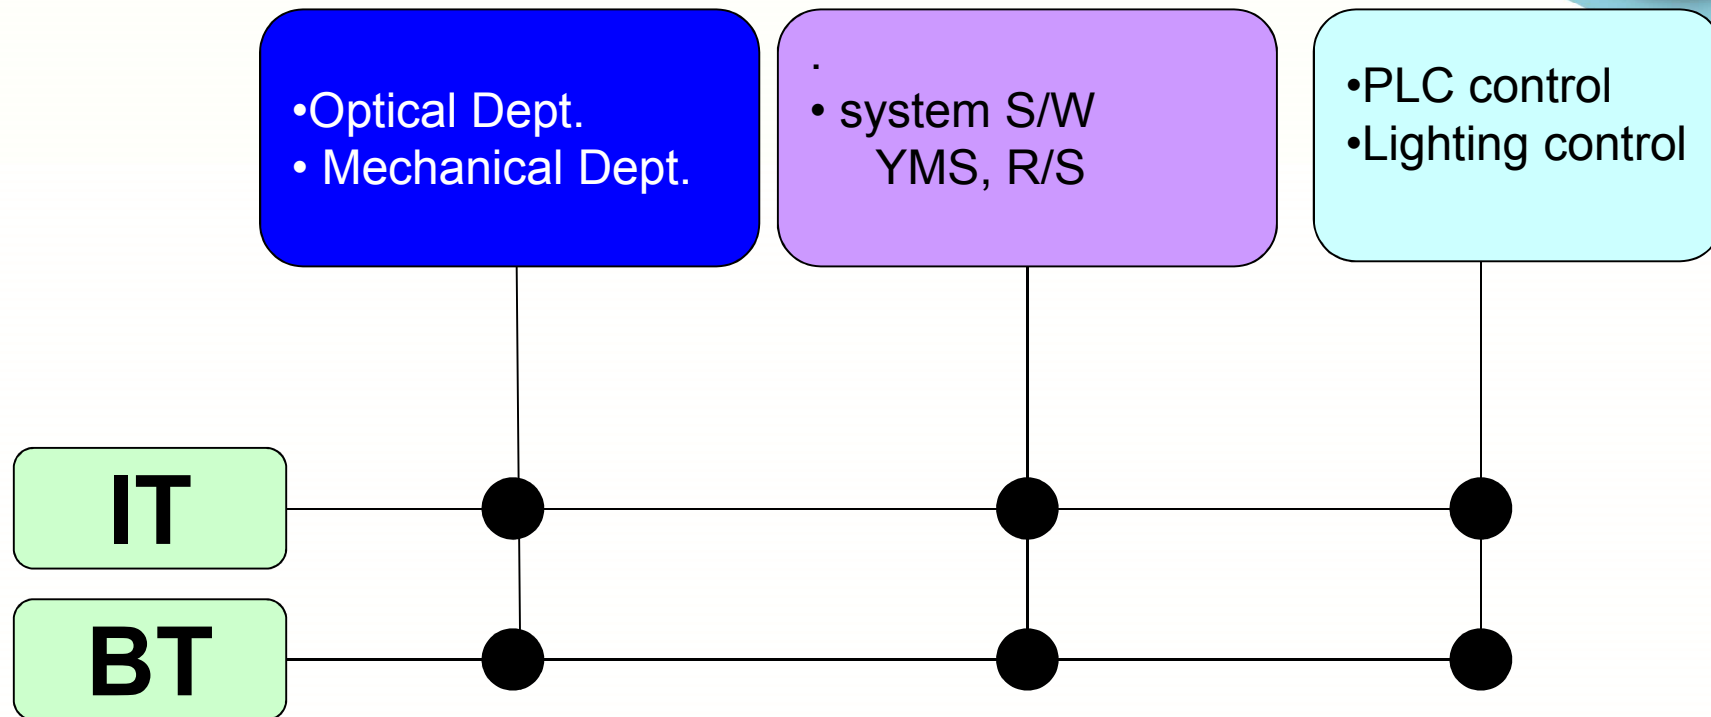 •Optical Dept.
• Mechanical Dept.
.
• system S/W
YMS, R/S
•PLC control
•Lighting control
IT
BT